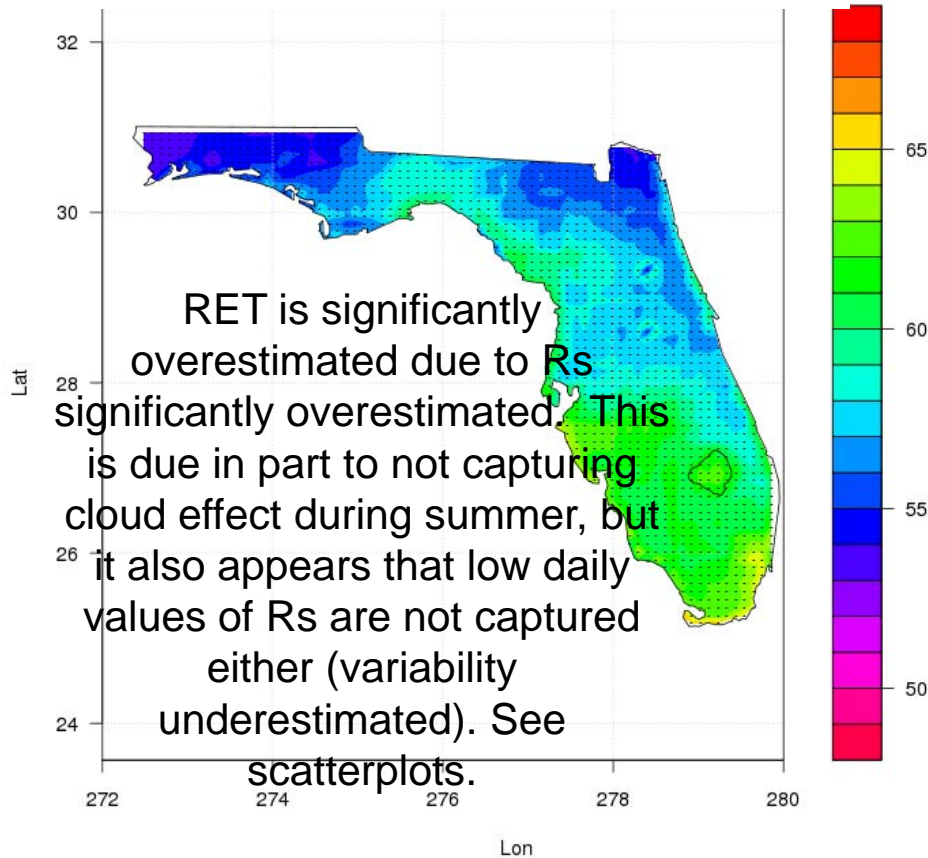 32
30
28
26
24
Lat
RET is significantly
overestimated due to Rs
significantly overestimated. This
is due in part to not capturing
cloud effect during summer, but
it also appears that low daily
values of Rs are not captured
either (variability
underestimated). See
scatterplots.
272 274 276 278 280
Lon
65
60
55
50